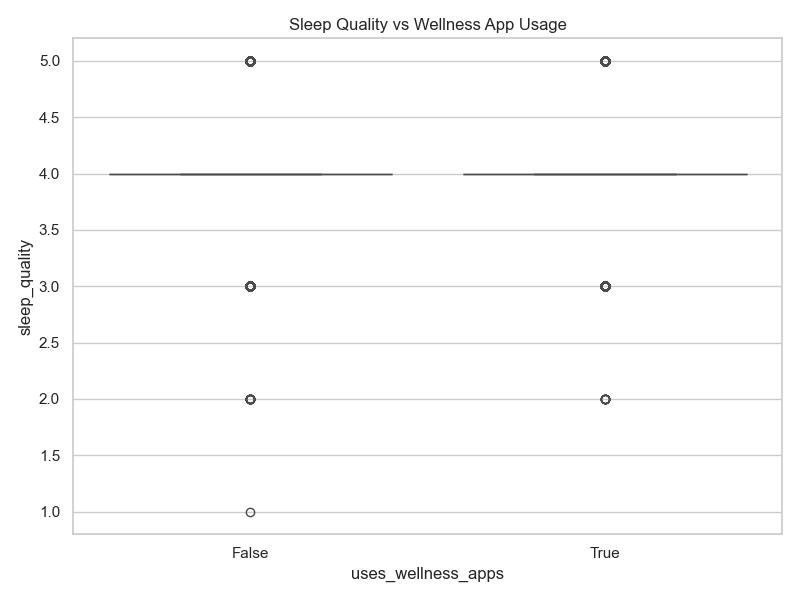 Sleep Quality vs Wellness App Usage
5.0
4.5
4.0
3.5
3.0
2.5
2.0
1.5
1.0
sleep_quality
False
True
uses_wellness_apps